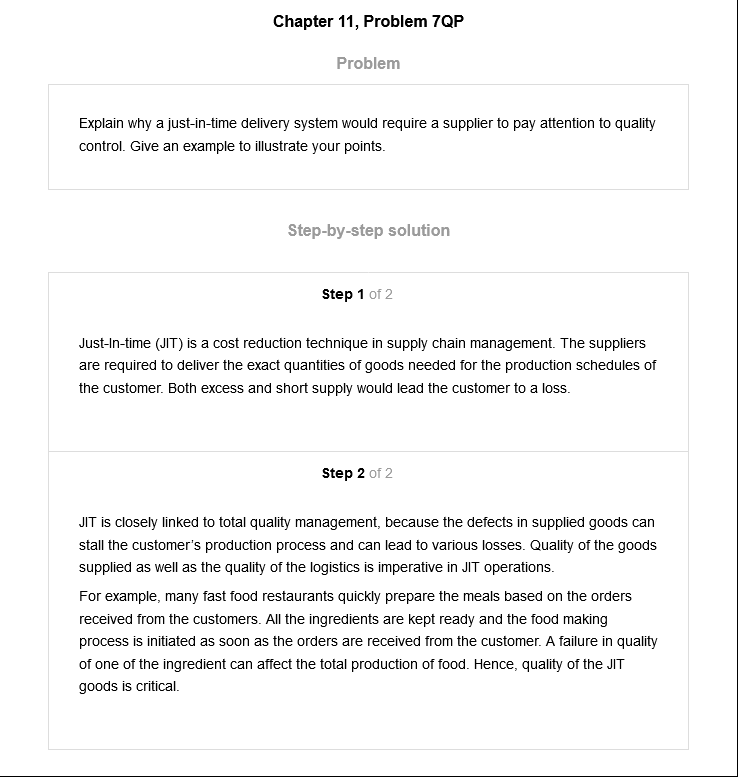 Chapter 11, Problem 7QP
Problem
Explain why a just-in-time delivery system would require a supplier to pay attention to quality
control. Give an example to illustrate your points.
Step-by-step solution
Step 1 of 2
Just-In-time (JIT) is a cost reduction technique in supply chain management. The suppliers
are required to deliver the exact quantities of goods needed for the production schedules of
the customer. Both excess and short supply would lead the customer to a loss.
Step 2 of 2
JIT is closely linked to total quality management, because the defects in supplied goods can
stall the customer's production process and can lead to various losses. Quality of the goods
supplied as well as the quality of the logistics is imperative in JIT operations.
For example, many fast food restaurants quickly prepare the meals based on the orders
received from the customers. All the ingredients are kept ready and the food making
process is initiated as soon as the orders are received from the customer. A failure in quality
of one of the ingredient can affect the total production of food. Hence, quality of the JIT
goods is critical.